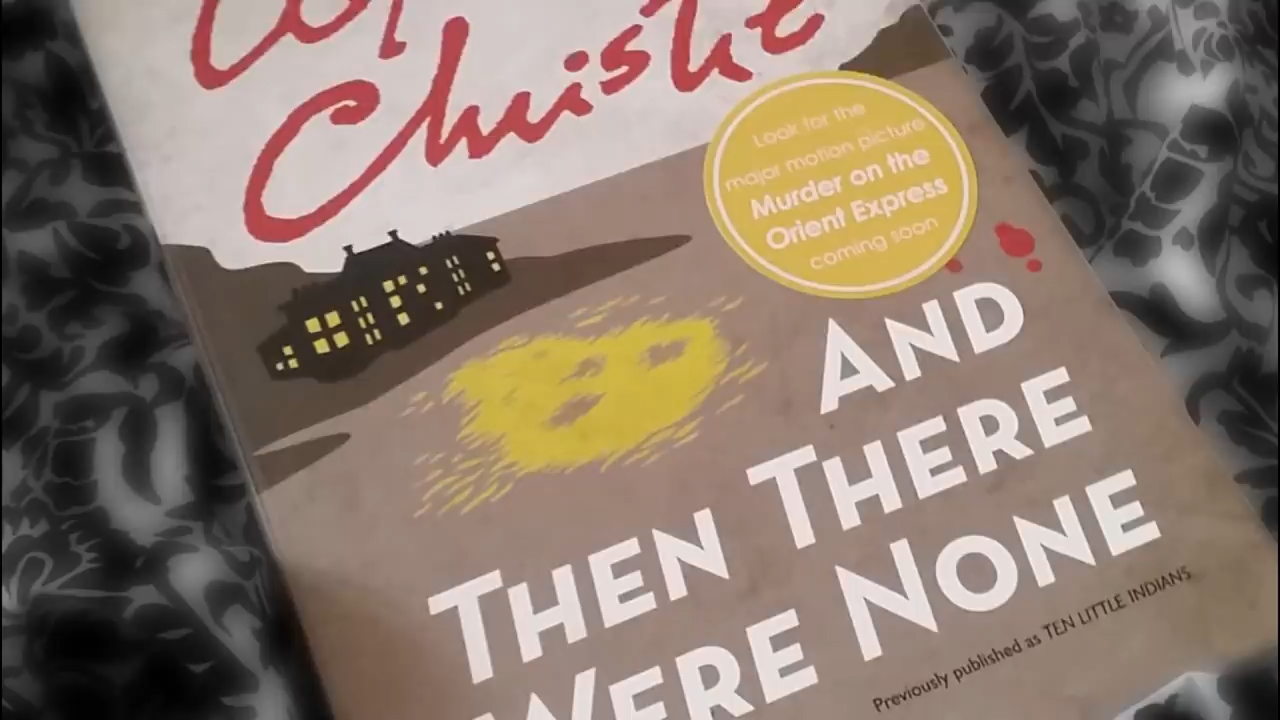 Christie
Look for the
major motion picture
Murder on the
Orient Express
coming soon
AND
THEN THERE
WERE NONE
Previously published as TEN LITTLE INDIANS